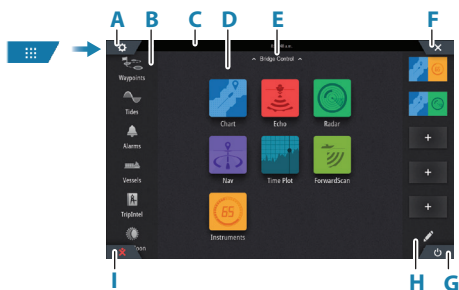 A
B
C
D
E
F
Bridge Control
Waypoints
Tides
Alarms
Vessels
TripIntel
Chart
Echo
Radar
Nav
Time Plot
ForwardScan
65
Instruments
I
H
G